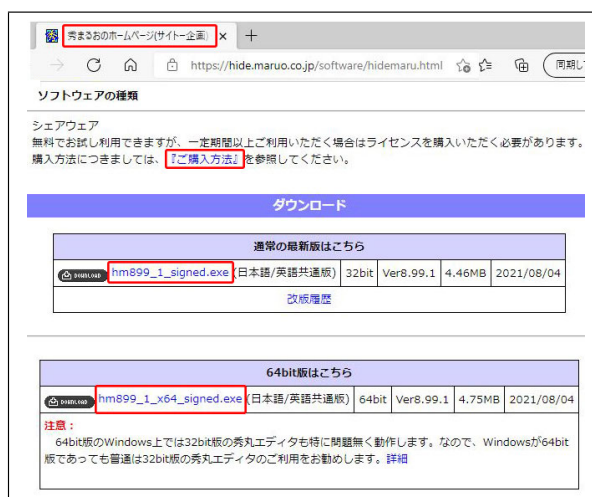 秀まるおのホームページ(サイトー企画)
https://hide.maruo.co.jp/software/hidemaru.html
同期し
ソフトウェアの種類
シェアウェア
無料でお試し利用できますが、一定期間以上ご利用いただく場合はライセンスを購入いただく必要があります。
購入方法につきましては、『ご購入方法』を参照してください。
ダウンロード
通常の最新版はこちら
DOWNLOAD hm899_1_signed.exe (日本語/英語共通版) 32bit Ver8.99.1 4.46MB 2021/08/04
改版履歴
64bit版はこちら
DOWNLOAD hm899_1_x64_signed.exe (日本語/英語共通版) 64bit Ver8.99.1 4.75MB 2021/08/04
注意：
64bit版のWindows上では32bit版の秀丸エディタも特に問題無く動作します。なので、Windowsが64bit
版であっても普通は32bit版の秀丸エディタのご利用をお勧めします。詳細